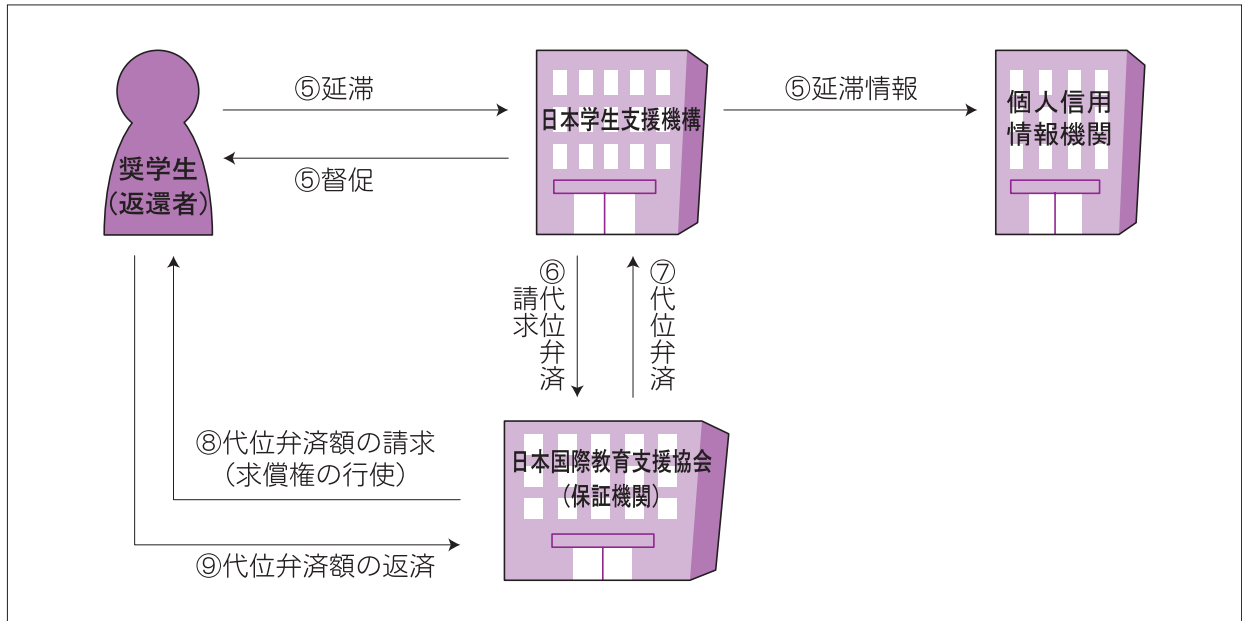 ⑤延滞
日本学生支援機構
⑤延滞情報
個人信用
情報機関
奨学生
(返還者)
⑤督促
⑥代位弁済
請求
⑦代位弁済
⑧代位弁済額の請求
(求償権の行使)
日本国際教育支援協会
(保証機関)
⑨代位弁済額の返済